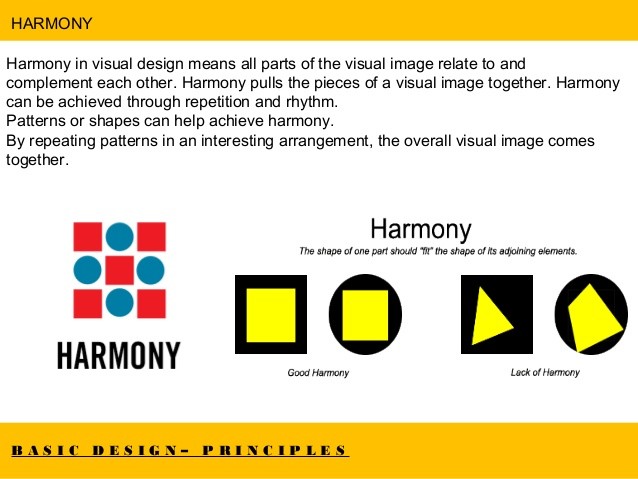 HARMONY
Harmony in visual design means all parts of the visual image relate to and
complement each other. Harmony pulls the pieces of a visual image together. Harmony
can be achieved through repetition and rhythm.
Patterns or shapes can help achieve harmony.
By repeating patterns in an interesting arrangement, the overall visual image comes
together.
HARMONY
Harmony
The shape of one part should "fit" the shape of its adjoining elements.
Good Harmony
Lack of Harmony
BASIC DESIGN– PRINCIPLES